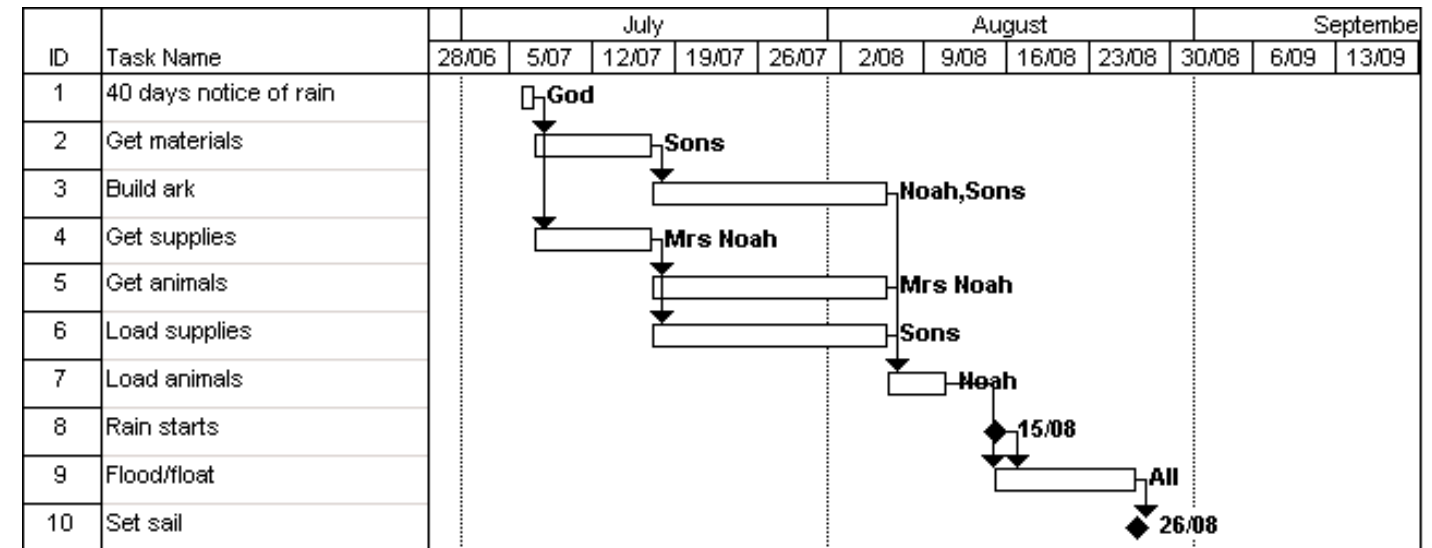 July August Septembe
ID Task Name 28/06 5/07 12/07 19/07 26/07 2/08 9/08 16/08 23/08 30/08 6/09 13/09
1 40 days notice of rain God
2 Get materials Sons
3 Build ark Noah,Sons
4 Get supplies Mrs Noah
5 Get animals Mrs Noah
6 Load supplies Sons
7 Load animals Noah
8 Rain starts 15/08
9 Flood/float All
10 Set sail 26/08